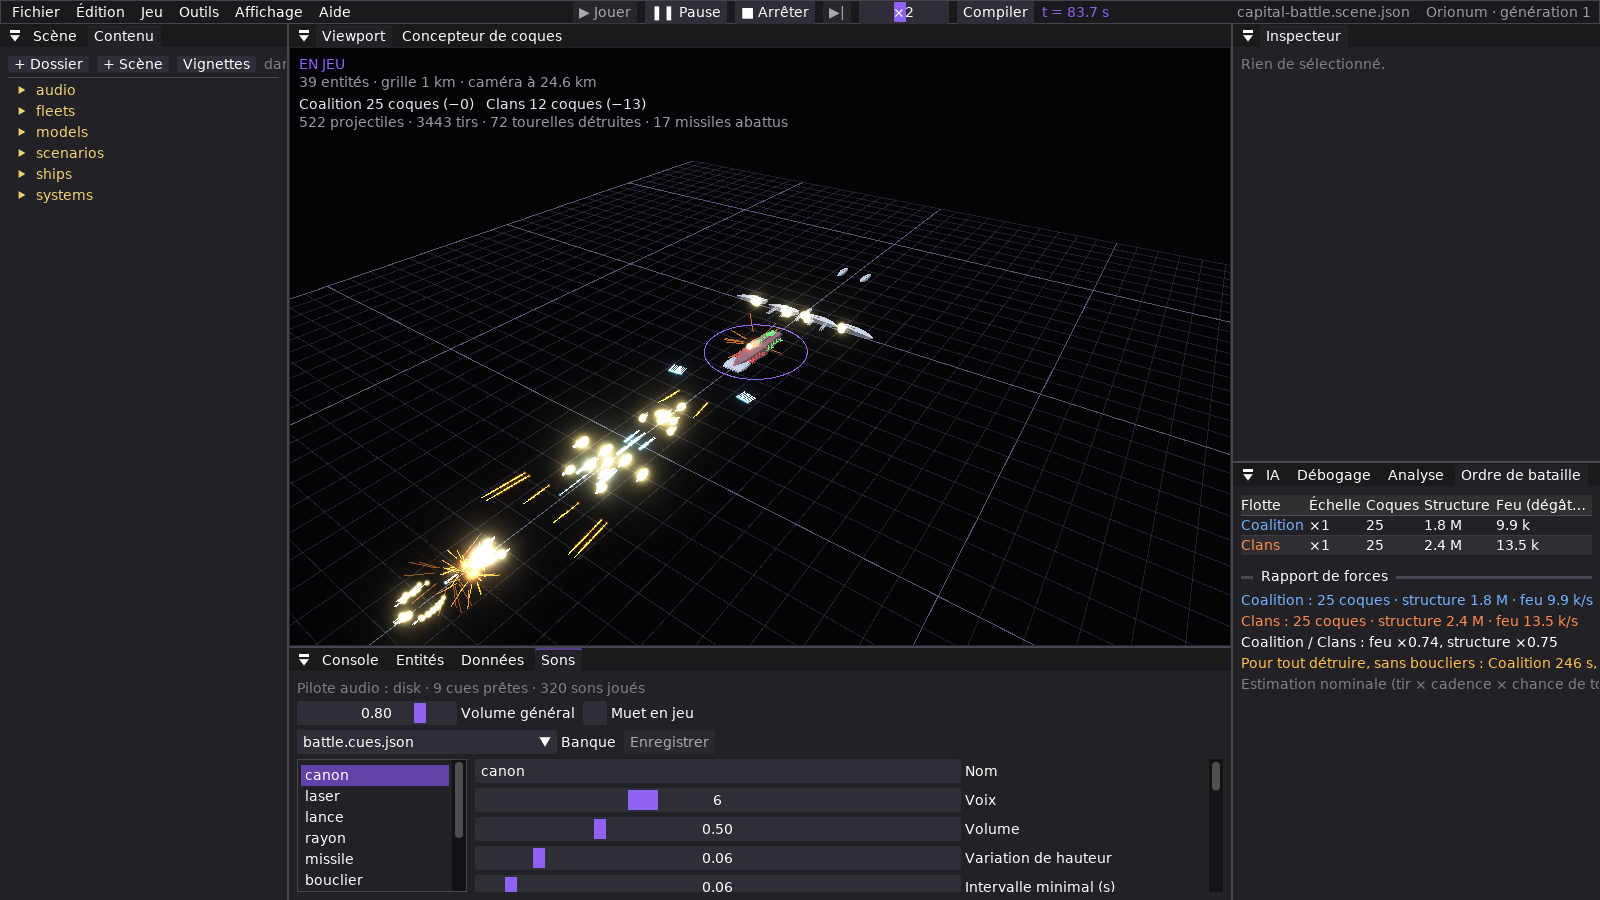 Fichier Édition Jeu Outils Affichage Aide
▶ Jouer ❚❚ Pause ■ Arrêter ▶| ×2 Compiler t = 83.7 s
capital-battle.scene.json Orionum · génération 1
Scène Contenu
+ Dossier + Scène Vignettes
audio
fleets
models
scenarios
ships
systems
Viewport Concepteur de coques
EN JEU
39 entités · grille 1 km · caméra à 24.6 km
Coalition 25 coques (−0) Clans 12 coques (−13)
522 projectiles · 3443 tirs · 72 tourelles détruites · 17 missiles abattus
Console Entités Données Sons
Pilote audio : disk · 9 cues prêtes · 320 sons joués
0.80 Volume général Muet en jeu
battle.cues.json Banque Enregistrer
canon
laser
lance
rayon
missile
bouclier
canon Nom
6 Voix
0.50 Volume
0.06 Variation de hauteur
0.06 Intervalle minimal (s)
Inspecteur
Rien de sélectionné.
IA Débogage Analyse Ordre de bataille
Flotte Échelle Coques Structure Feu (dégât...
Coalition ×1 25 1.8 M 9.9 k
Clans ×1 25 2.4 M 13.5 k
Rapport de forces
Coalition : 25 coques · structure 1.8 M · feu 9.9 k/s
Clans : 25 coques · structure 2.4 M · feu 13.5 k/s
Coalition / Clans : feu ×0.74, structure ×0.75
Pour tout détruire, sans boucliers : Coalition 246 s,
Estimation nominale (tir × cadence × chance de